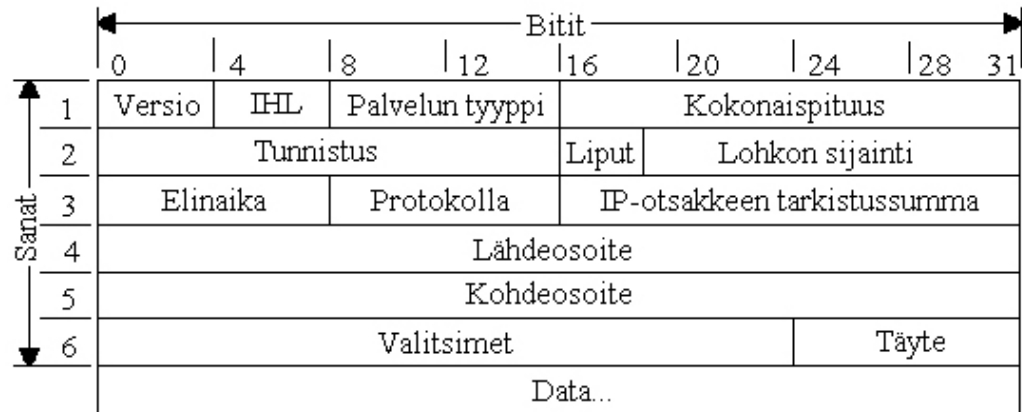 Bitit
0 4 8 12 16 20 24 28 31
1 Versio IHL Palvelun tyyppi Kokonaispituus
2 Tunnistus Liput Lohkon sijainti
3 Elinaika Protokolla IP-otsakkeen tarkistussumma
Sanat
4 Lähdeosoite
5 Kohdeosoite
6 Valitsimet Täyte
Data...